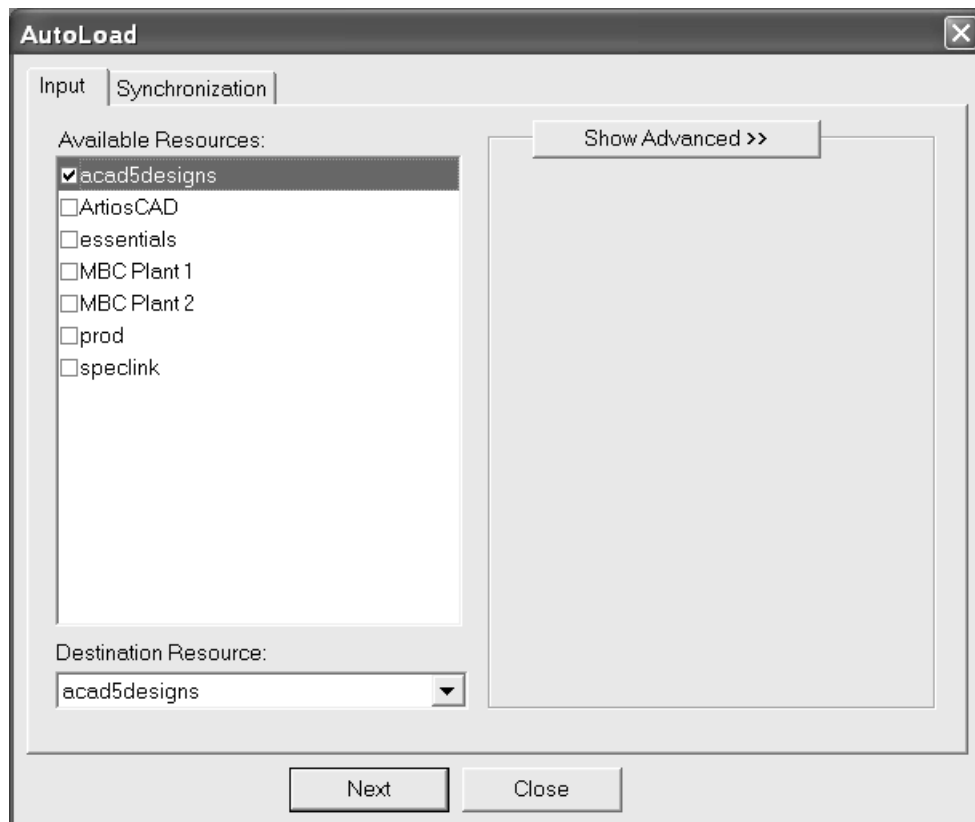 AutoLoad
Input
Synchronization
Available Resources:
acad5designs
ArtiosCAD
essentials
MBC Plant 1
MBC Plant 2
prod
speclink
Show Advanced >>
Destination Resource:
acad5designs
Next
Close